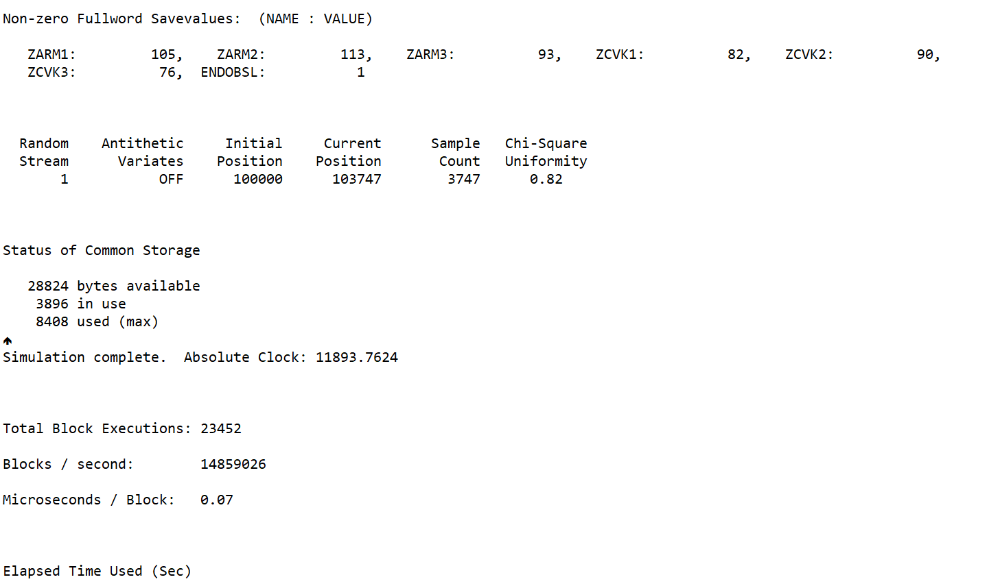 Non-zero Fullword Savevalues:  (NAME : VALUE)
ZARM1:         105,    ZARM2:         113,    ZARM3:          93,    ZCVK1:          82,    ZCVK2:          90,
ZCVK3:          76,  ENDOBSL:           1
Random    Antithetic     Initial     Current      Sample   Chi-Square
Stream      Variates    Position    Position       Count   Uniformity
1           OFF      100000      103747        3747      0.82
Status of Common Storage
28824 bytes available
3896 in use
8408 used (max)
Simulation complete.  Absolute Clock: 11893.7624
Total Block Executions: 23452
Blocks / second:        14859026
Microseconds / Block:   0.07
Elapsed Time Used (Sec)